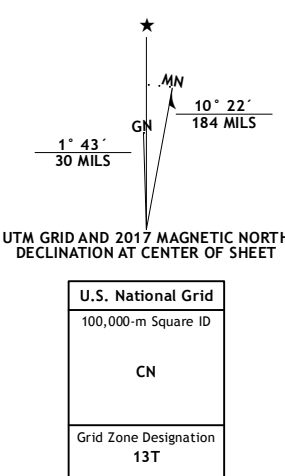 ★
MN
GN
10° 22´
184 MILS
1° 43´
30 MILS
UTM GRID AND 2017 MAGNETIC NORTH
DECLINATION AT CENTER OF SHEET
U.S. National Grid
100,000-m Square ID
CN
Grid Zone Designation
13T